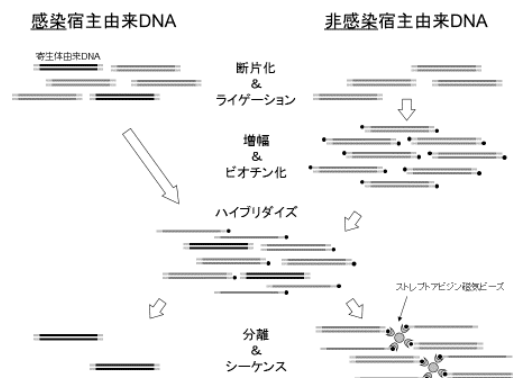 感染宿主由来DNA
非感染宿主由来DNA
寄生体由来DNA
断片化
&
ライゲーション
増幅
&
ビオチン化
ハイブリダイズ
ストレプトアビジン磁気ビーズ
分離
&
シーケンス